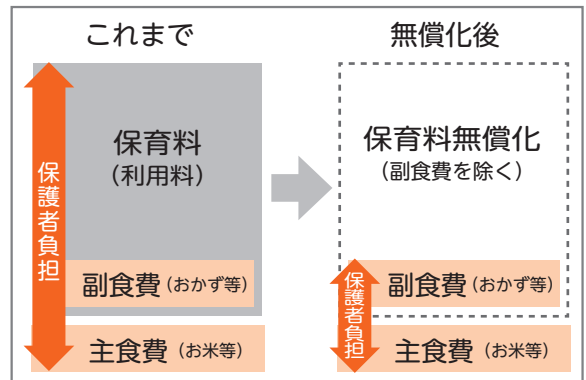 これまで
保護者負担
保育料
(利用料)
副食費(おかず等)
主食費(お米等)
無償化後
保育料無償化
(副食費を除く)
保護者負担
副食費(おかず等)
主食費(お米等)